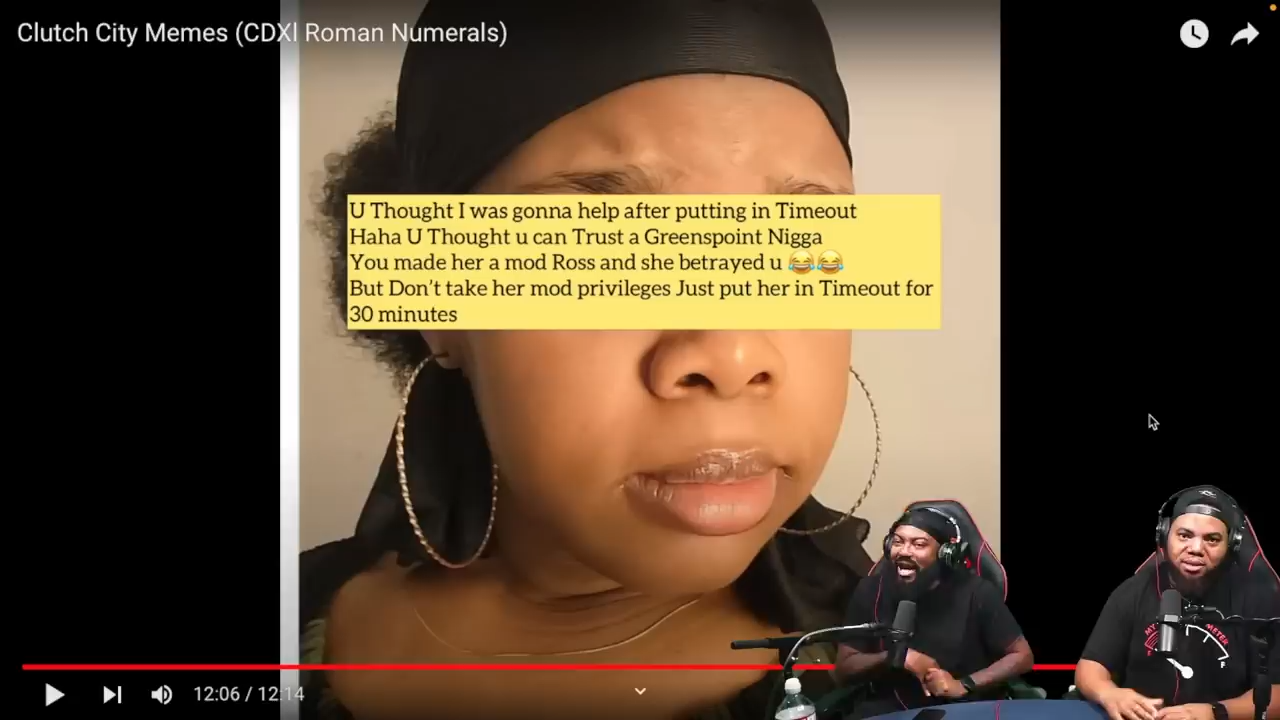 Clutch City Memes (CDXl Roman Numerals)
U Thought I was gonna help after putting in Timeout
Haha U Thought u can Trust a Greenspoint Nigga
You made her a mod Ross and she betrayed u 😂😂
But Don’t take her mod privileges Just put her in Timeout for
30 minutes
12:06 / 12:14
METER
F